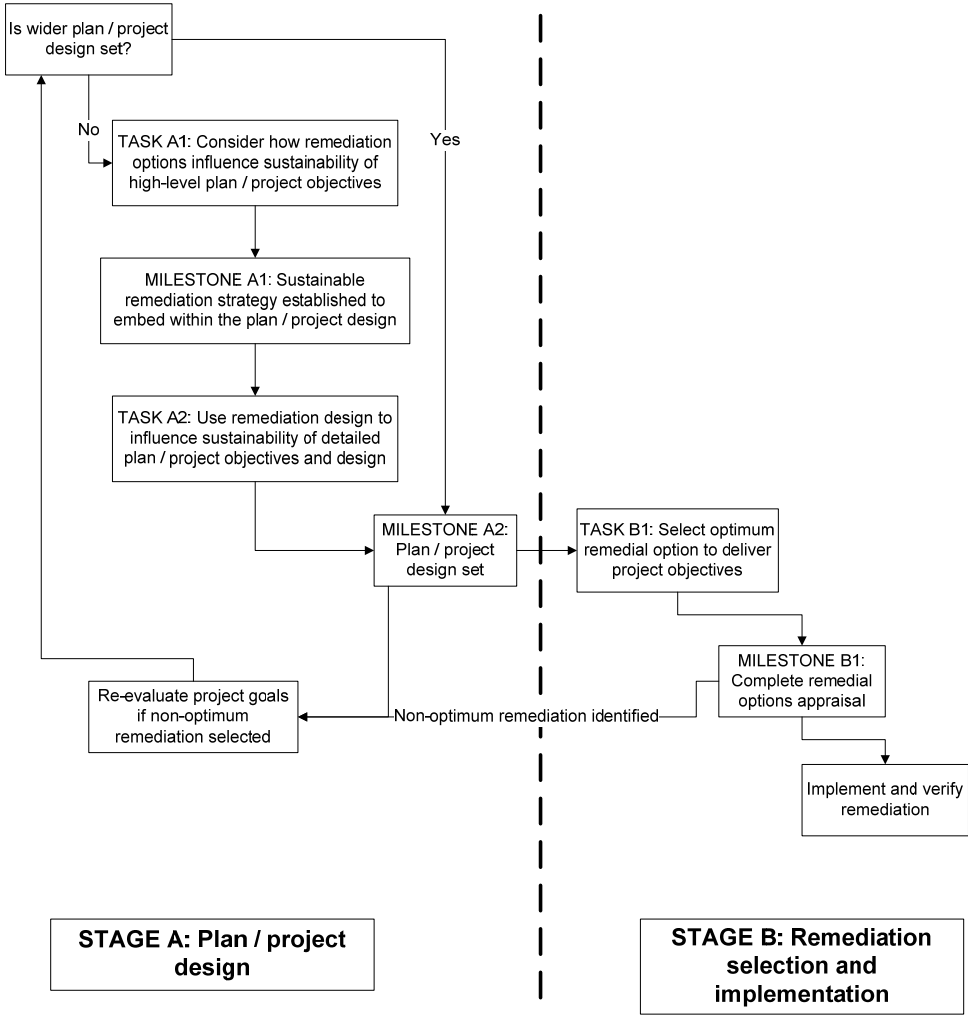 Is wider plan / project
design set?
No
Yes
TASK A1: Consider how remediation
options influence sustainability of
high-level plan / project objectives
MILESTONE A1: Sustainable
remediation strategy established to
embed within the plan / project design
TASK A2: Use remediation design to
influence sustainability of detailed
plan / project objectives and design
MILESTONE A2:
Plan / project
design set
TASK B1: Select optimum
remedial option to deliver
project objectives
MILESTONE B1:
Complete remedial
options appraisal
Non-optimum remediation identified
Re-evaluate project goals
if non-optimum
remediation selected
Implement and verify
remediation
STAGE A: Plan / project
design
STAGE B: Remediation
selection and
implementation